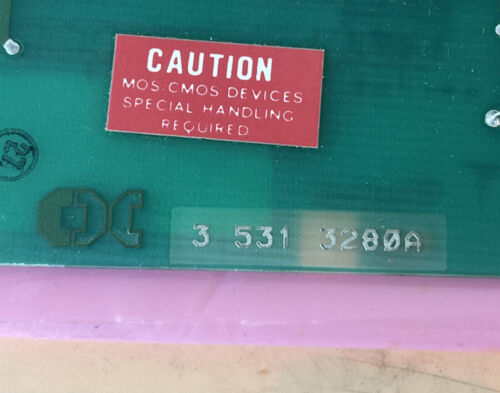 CAUTION
MOS-CMOS DEVICES
SPECIAL HANDLING
REQUIRED
3 531 3280A